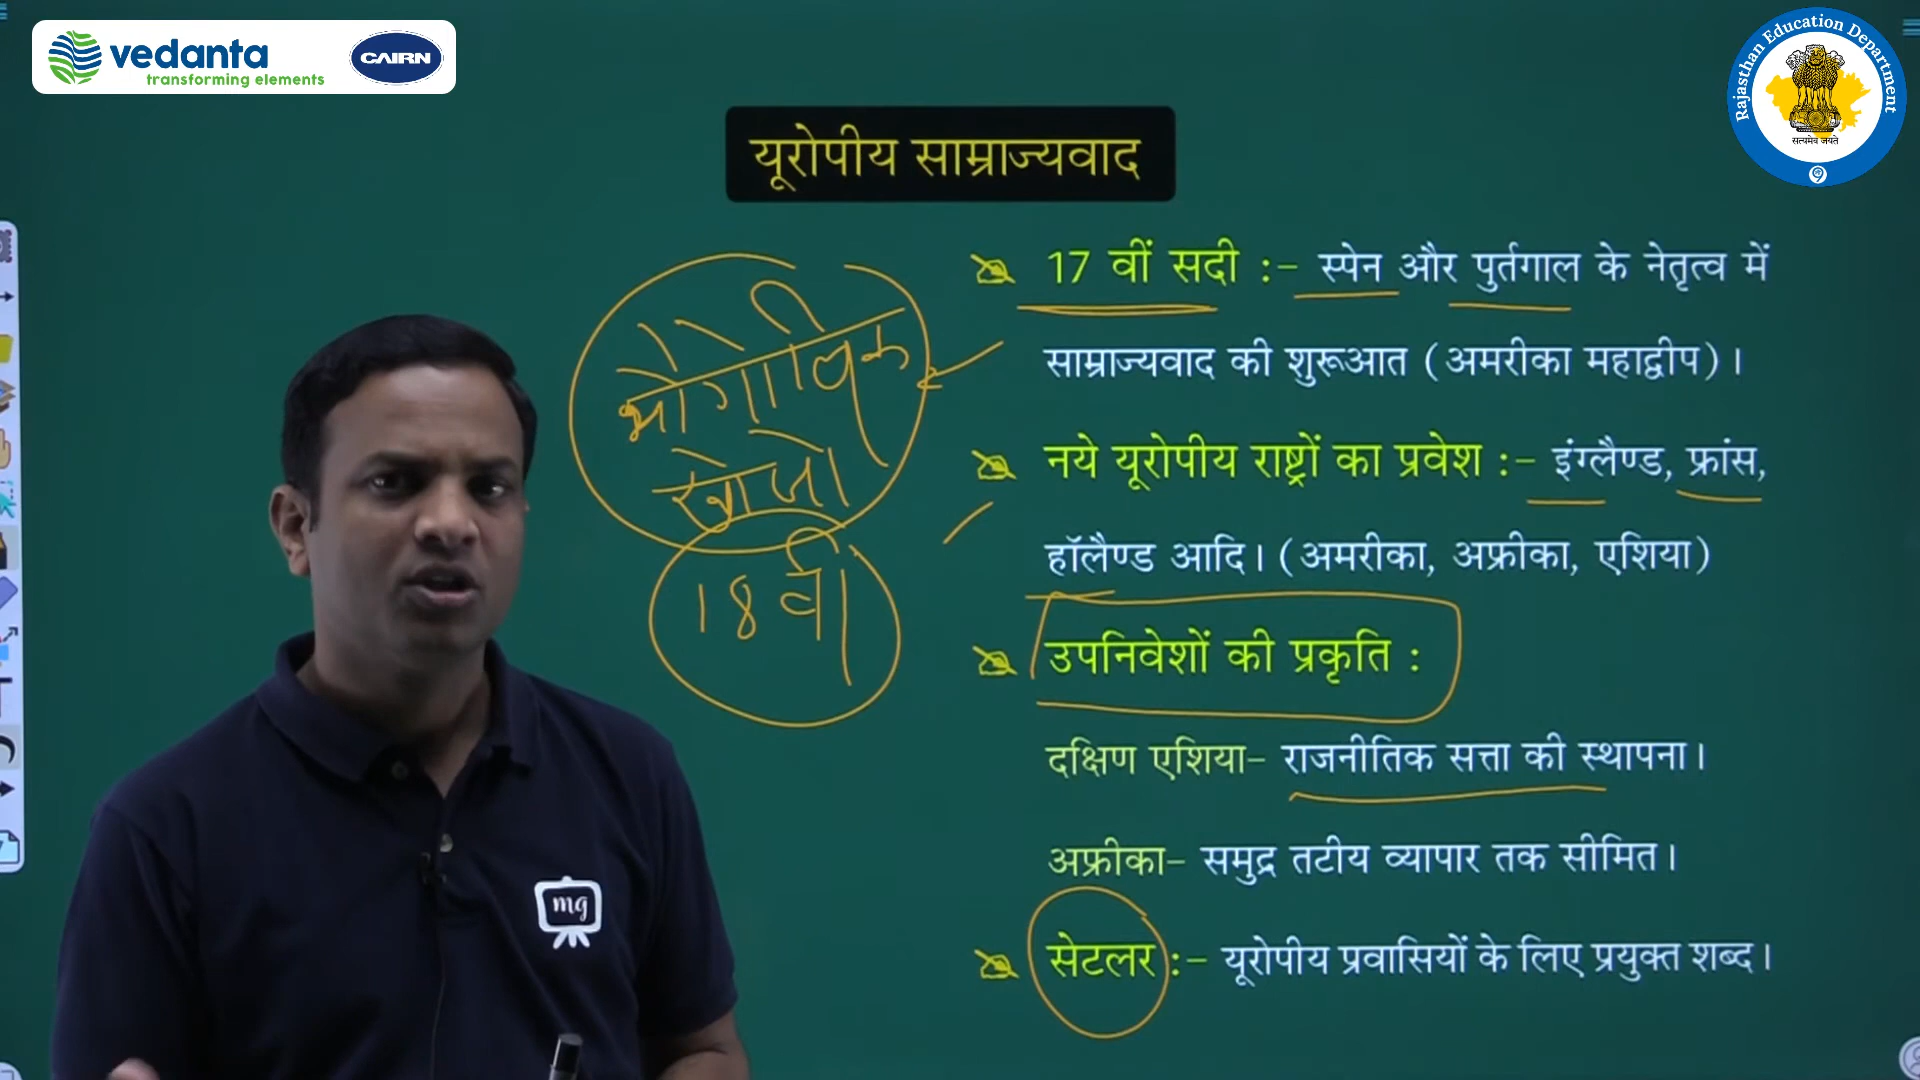 vedanta
transforming elements
CAIRN
Rajasthan Education Department
सत्यमेव जयते
यूरोपीय साम्राज्यवाद
17 वीं सदी :– स्पेन और पुर्तगाल के नेतृत्व में
साम्राज्यवाद की शुरूआत (अमरीका महाद्वीप)।
नये यूरोपीय राष्ट्रों का प्रवेश :– इंग्लैण्ड, फ्रांस,
हॉलैण्ड आदि। (अमरीका, अफ्रीका, एशिया)
उपनिवेशों की प्रकृति :
दक्षिण एशिया– राजनीतिक सत्ता की स्थापना।
अफ्रीका– समुद्र तटीय व्यापार तक सीमित।
सेटलर :– यूरोपीय प्रवासियों के लिए प्रयुक्त शब्द।
भौगोलिक
खोजो
18वी
mg